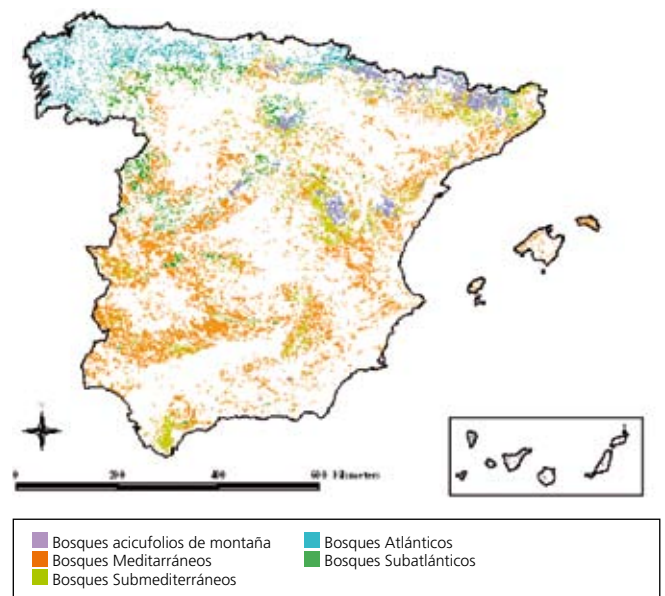 0 200 400 600 Kilometers
Bosques acicufolios de montaña
Bosques Meditarráneos
Bosques Submediterráneos
Bosques Atlánticos
Bosques Subatlánticos